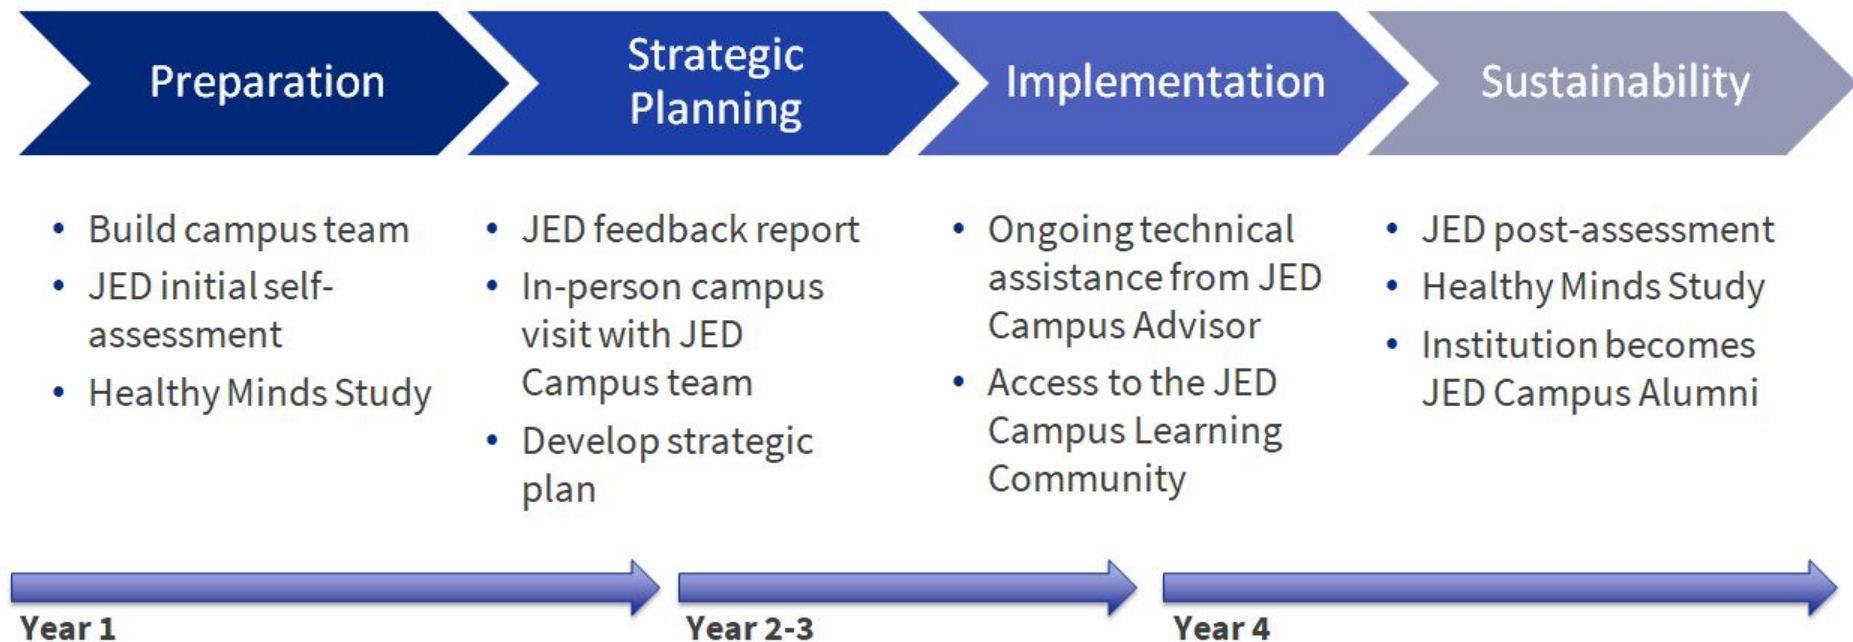 Preparation
Strategic
Planning
Implementation
Sustainability
• Build campus team
• JED initial self-
assessment
• Healthy Minds Study
• JED feedback report
• In-person campus
visit with JED
Campus team
• Develop strategic
plan
• Ongoing technical
assistance from JED
Campus Advisor
• Access to the JED
Campus Learning
Community
• JED post-assessment
• Healthy Minds Study
• Institution becomes
JED Campus Alumni
Year 1
Year 2-3
Year 4